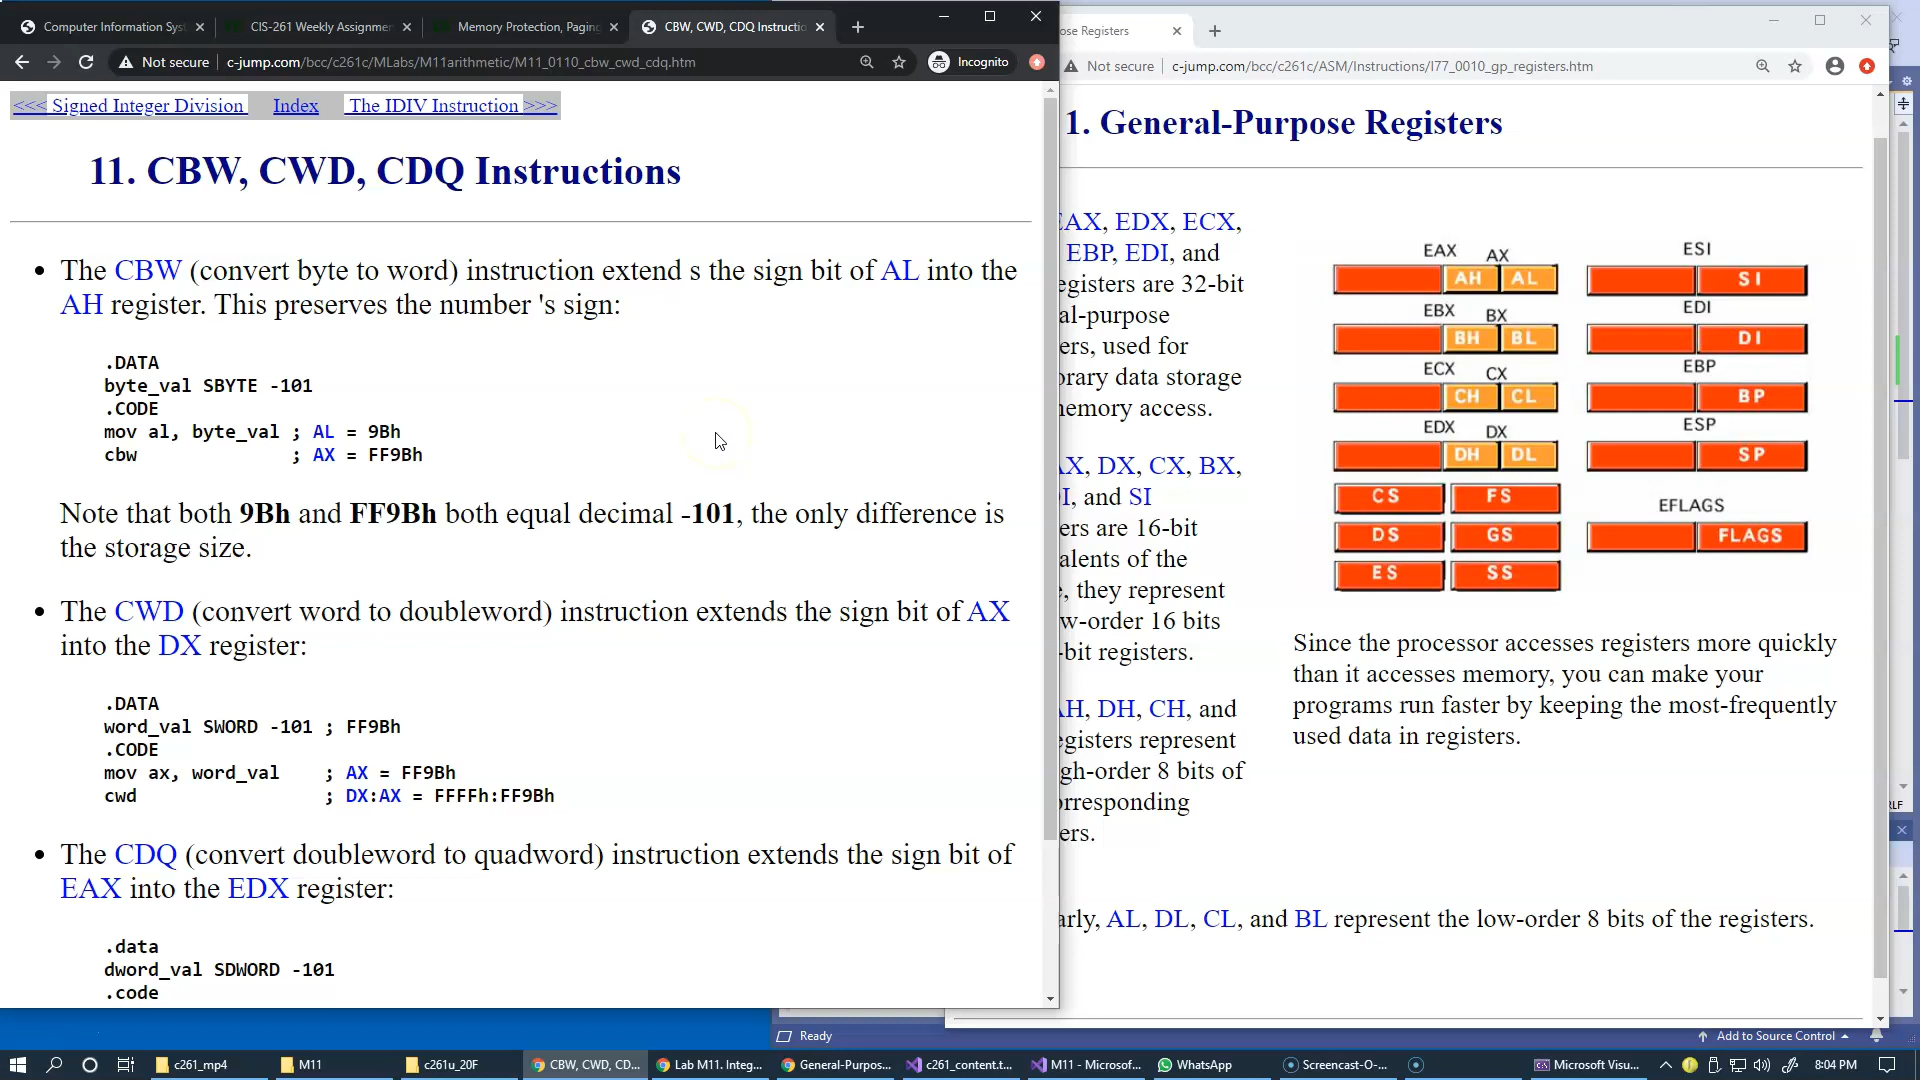 Computer Information Sys
CIS-261 Weekly Assignmen
Memory Protection, Paging
CBW, CWD, CDQ Instructio
Not secure
c-jump.com/bcc/c261c/MLabs/M11arithmetic/M11_0110_cbw_cwd_cdq.htm
Incognito
<<< Signed Integer Division
Index
The IDIV Instruction >>>
11. CBW, CWD, CDQ Instructions
The CBW (convert byte to word) instruction extend s the sign bit of AL into the
AH register. This preserves the number 's sign:
.DATA
byte_val SBYTE -101
.CODE
mov al, byte_val ; AL = 9Bh
cbw ; AX = FF9Bh
Note that both 9Bh and FF9Bh both equal decimal -101, the only difference is
the storage size.
The CWD (convert word to doubleword) instruction extends the sign bit of AX
into the DX register:
.DATA
word_val SWORD -101 ; FF9Bh
.CODE
mov ax, word_val ; AX = FF9Bh
cwd ; DX:AX = FFFFh:FF9Bh
The CDQ (convert doubleword to quadword) instruction extends the sign bit of
EAX into the EDX register:
.data
dword_val SDWORD -101
.code
ose Registers
Not secure
c-jump.com/bcc/c261c/ASM/Instructions/I77_0010_gp_registers.htm
1. General-Purpose Registers
EAX, EDX, ECX,
EBP, EDI, and
egisters are 32-bit
al-purpose
ers, used for
orary data storage
emory access.
AX, DX, CX, BX,
DI, and SI
ers are 16-bit
alents of the
e, they represent
w-order 16 bits
-bit registers.
AH, DH, CH, and
egisters represent
gh-order 8 bits of
orresponding
ers.
EAX AX
AH AL
EBX BX
BH BL
ECX CX
CH CL
EDX DX
DH DL
CS FS
DS GS
ES SS
ESI
SI
EDI
DI
EBP
BP
ESP
SP
EFLAGS
FLAGS
Since the processor accesses registers more quickly
than it accesses memory, you can make your
programs run faster by keeping the most-frequently
used data in registers.
arly, AL, DL, CL, and BL represent the low-order 8 bits of the registers.
RLF
Ready
Add to Source Control
c261_mp4
M11
c261u_20F
CBW, CWD, CD...
Lab M11. Integ...
General-Purpos...
c261_content.t...
M11 - Microsof...
WhatsApp
Screencast-O-...
Microsoft Visu...
8:04 PM